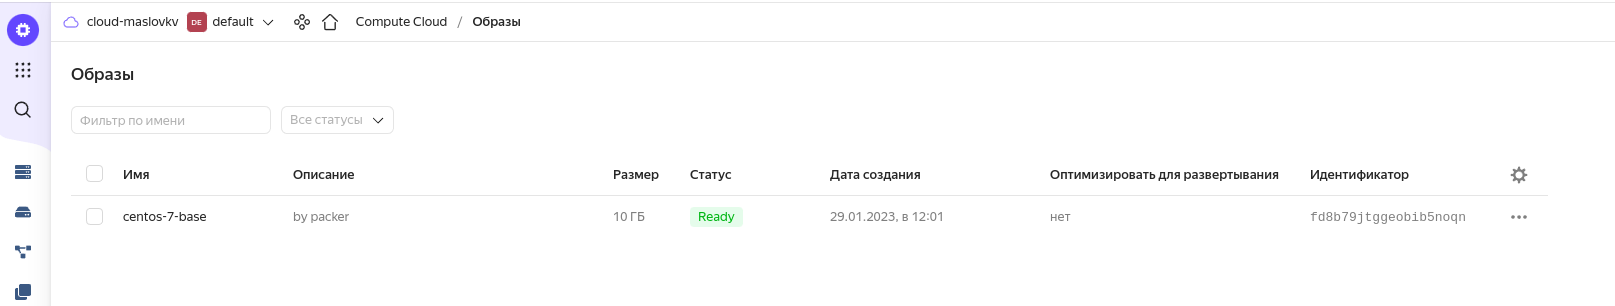 cloud-maslovkv DE default Compute Cloud / Образы
Образы
Фильтр по имени Все статусы
Имя Описание Размер Статус Дата создания Оптимизировать для развертывания Идентификатор
centos-7-base by packer 10 ГБ Ready 29.01.2023, в 12:01 нет fd8b79jtggeobib5noqn